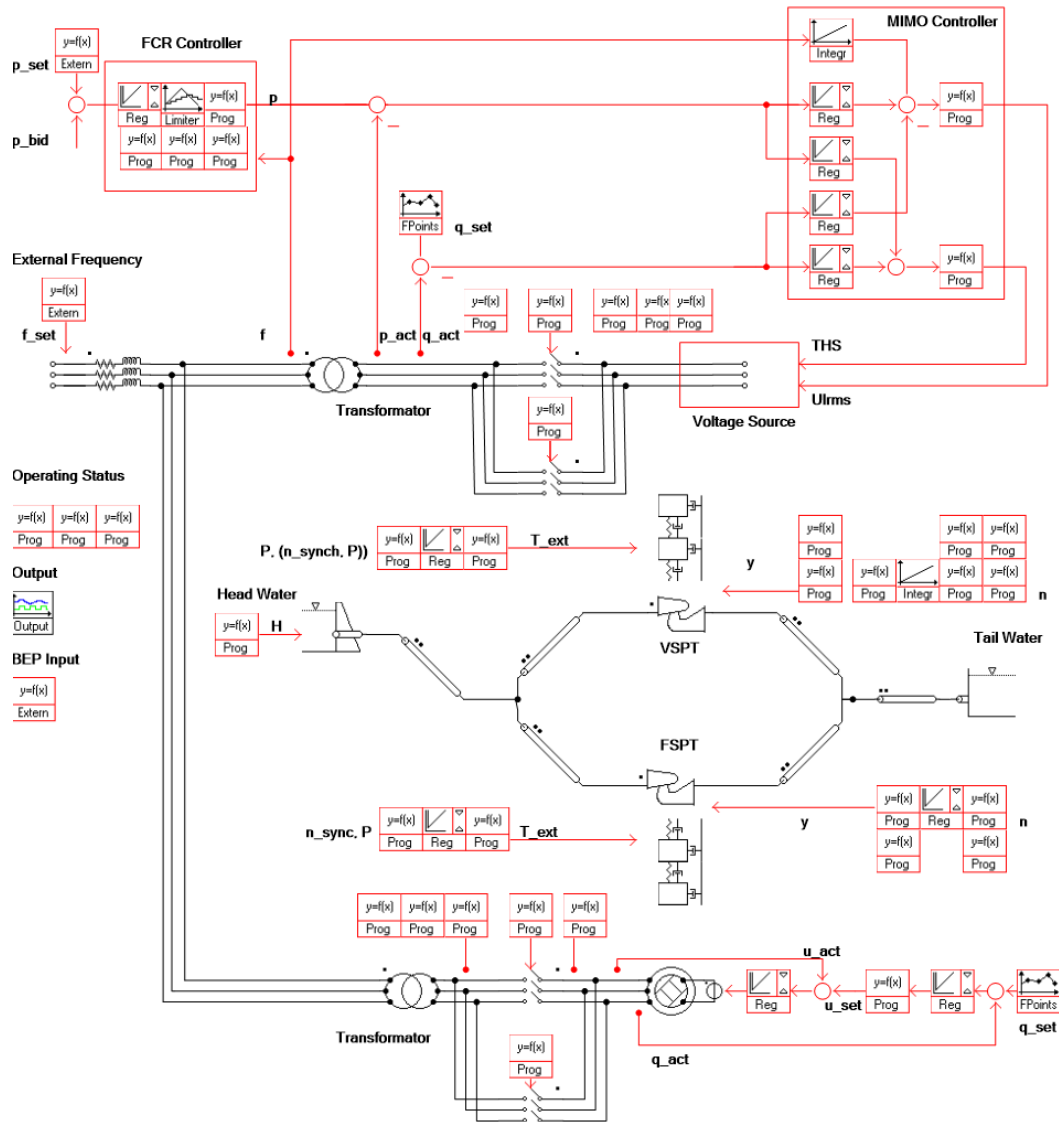 MIMO Controller
FCR Controller
y=f(x)
Extern
p_set
p_bid
Reg
Limiter
y=f(x)
Prog
y=f(x) y=f(x) y=f(x)
Prog Prog Prog
p
Integr
Reg
y=f(x)
Prog
Reg
Reg
Reg
y=f(x)
Prog
FPoints
q_set
External Frequency
y=f(x)
Extern
f_set
f
p_act
q_act
y=f(x)
Prog
y=f(x)
Prog
y=f(x) y=f(x) y=f(x)
Prog Prog Prog
THS
UIrms
Transformator
Voltage Source
y=f(x)
Prog
Operating Status
y=f(x) y=f(x) y=f(x)
Prog Prog Prog
Output
Output
BEP Input
y=f(x)
Extern
P, (n_synch, P))
y=f(x) y=f(x)
Prog Reg Prog
T_ext
y
y=f(x)
Prog
y=f(x)
Prog
y=f(x) y=f(x)
Prog Prog
y=f(x) y=f(x) y=f(x)
Prog Integr Prog Prog
n
Head Water
y=f(x)
Prog
H
VSPT
Tail Water
FSPT
n_sync, P
y=f(x) y=f(x)
Prog Reg Prog
T_ext
y
y=f(x) y=f(x)
Prog Reg Prog
n
y=f(x) y=f(x)
Prog Prog
y=f(x) y=f(x) y=f(x)
Prog Prog Prog
y=f(x)
Prog
y=f(x)
Prog
u_act
Reg
u_set
y=f(x)
Prog
Reg
FPoints
q_set
q_act
Transformator
y=f(x)
Prog